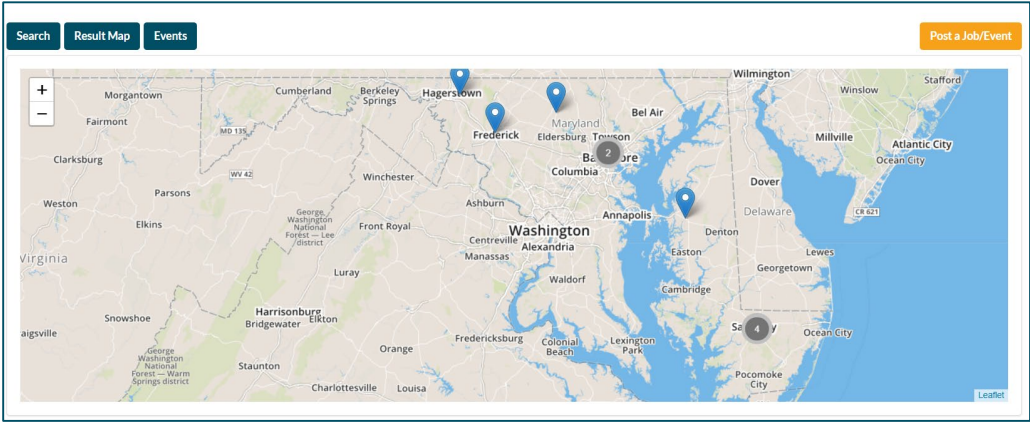 Search
Result Map
Events
Post a Job/Event
+
−
Morgantown
Cumberland
Berkeley
Springs
Hagerstown
Wilmington
Winslow
Stafford
Fairmont
MD 135
Frederick
Maryland
Eldersburg
Towson
Bel Air
Millville
Atlantic City
Ocean City
Clarksburg
2
Columbia
WV 42
Winchester
Dover
Weston
Parsons
Ashburn
Annapolis
Delaware
CR 621
Elkins
George
Washington
National
Forest — Lee
district
Front Royal
Washington
Centreville
Alexandria
Denton
Virginia
Manassas
Easton
Lewes
Luray
Waldorf
Georgetown
Cambridge
Snowshoe
Harrisonburg
Bridgewater
Elkton
4
Ocean City
aigsville
Fredericksburg
Colonial
Beach
Lexington
Park
George
Washington
National
Forest — Warm
Springs district
Staunton
Orange
Pocomoke
City
Charlottesville
Louisa
Leaflet